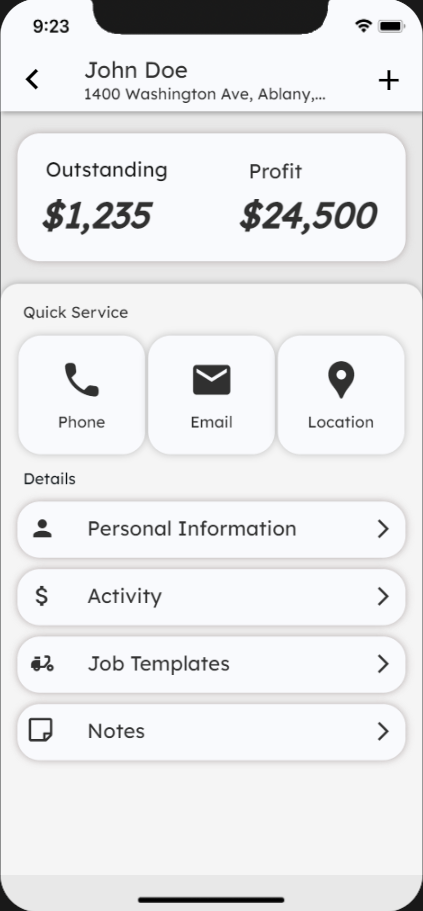 9:23
John Doe
1400 Washington Ave, Ablany,...
Outstanding Profit
$1,235 $24,500
Quick Service
Phone Email Location
Details
Personal Information
Activity
Job Templates
Notes